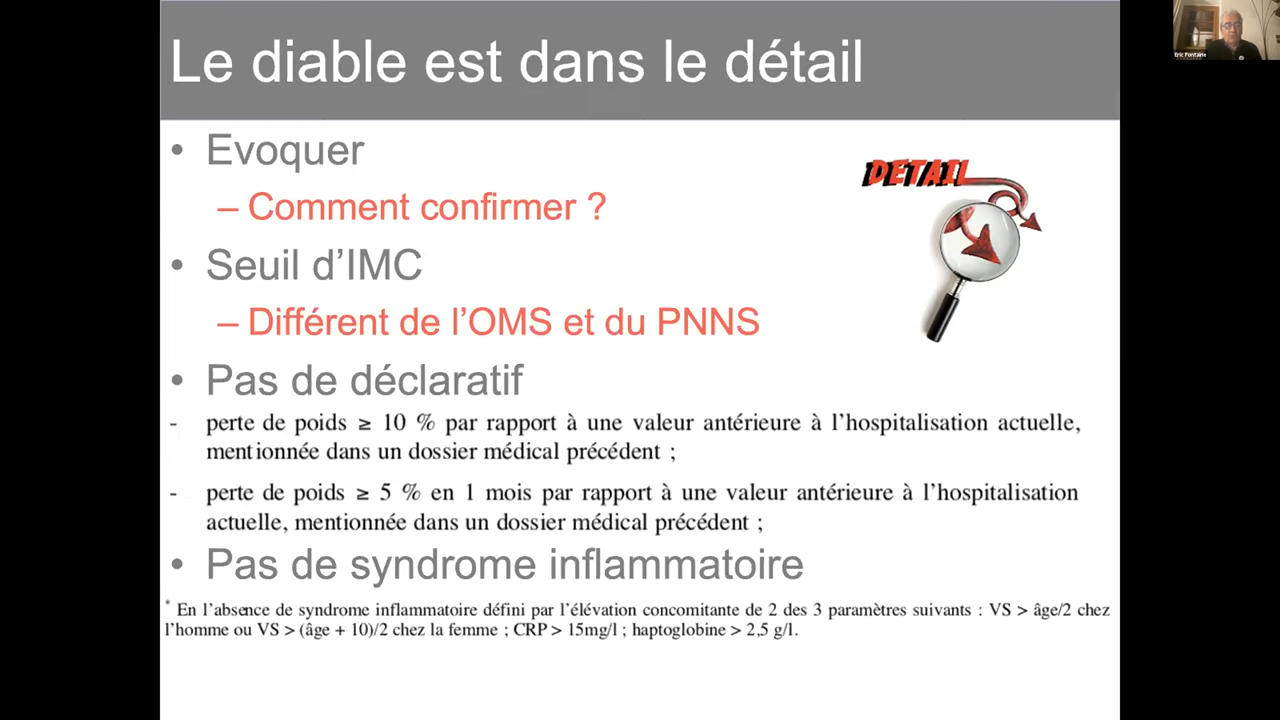 Le diable est dans le détail
Eric Fontaine
• Evoquer
– Comment confirmer ?
DETAIL
• Seuil d'IMC
– Différent de l'OMS et du PNNS
• Pas de déclaratif
- perte de poids ≥ 10 % par rapport à une valeur antérieure à l'hospitalisation actuelle,
mentionnée dans un dossier médical précédent ;
- perte de poids ≥ 5 % en 1 mois par rapport à une valeur antérieure à l'hospitalisation
actuelle, mentionnée dans un dossier médical précédent ;
• Pas de syndrome inflammatoire
* En l'absence de syndrome inflammatoire défini par l'élévation concomitante de 2 des 3 paramètres suivants : VS > âge/2 chez
l'homme ou VS > (âge + 10)/2 chez la femme ; CRP > 15mg/l ; haptoglobine > 2,5 g/l.